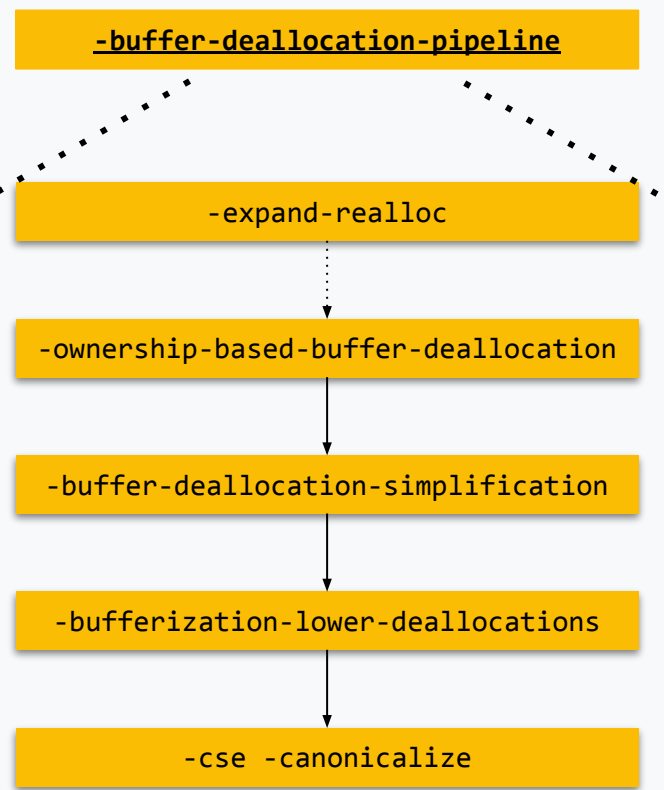 -buffer-deallocation-pipeline
-expand-realloc
-ownership-based-buffer-deallocation
-buffer-deallocation-simplification
-bufferization-lower-deallocations
-cse -canonicalize